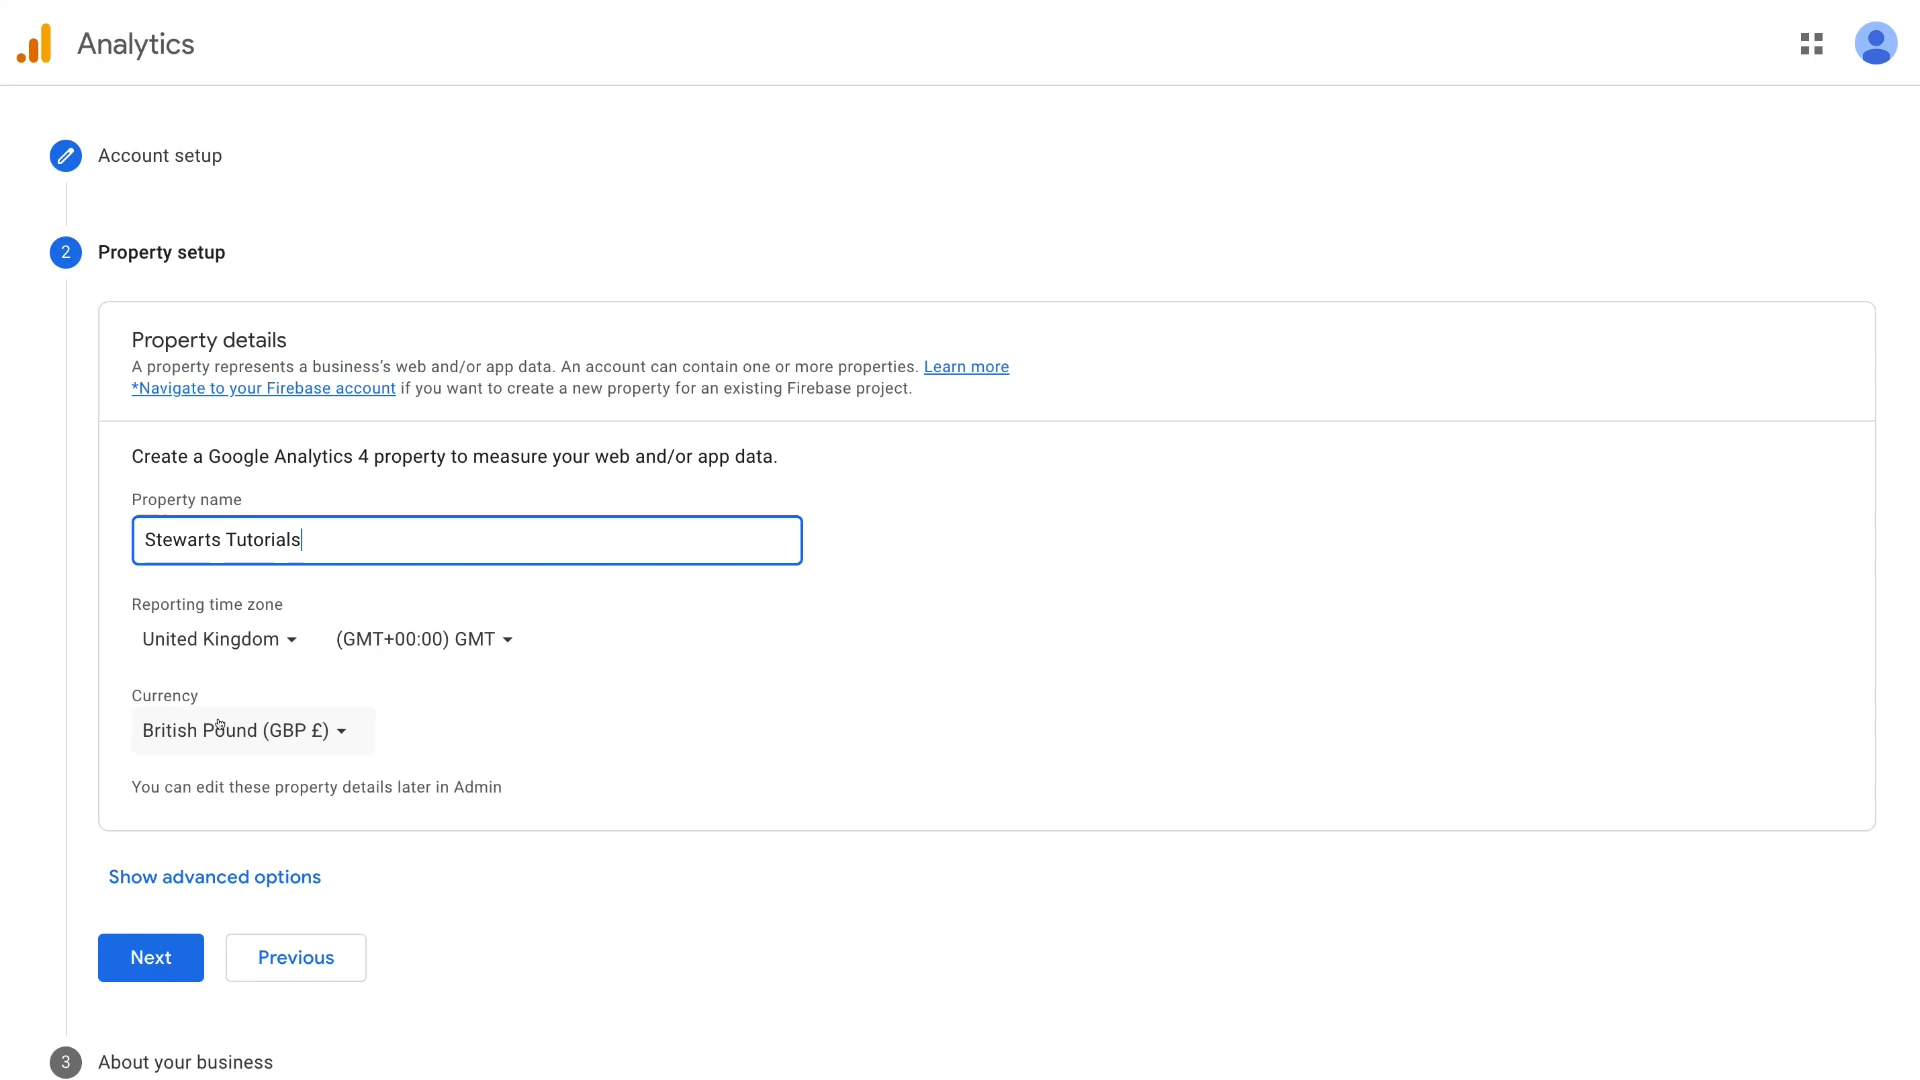 Analytics
Account setup
2
Property setup
Property details
A property represents a business’s web and/or app data. An account can contain one or more properties. Learn more
*Navigate to your Firebase account if you want to create a new property for an existing Firebase project.
Create a Google Analytics 4 property to measure your web and/or app data.
Property name
Stewarts Tutorials
Reporting time zone
United Kingdom (GMT+00:00) GMT
Currency
British Pound (GBP £)
You can edit these property details later in Admin
Show advanced options
Next Previous
3 About your business